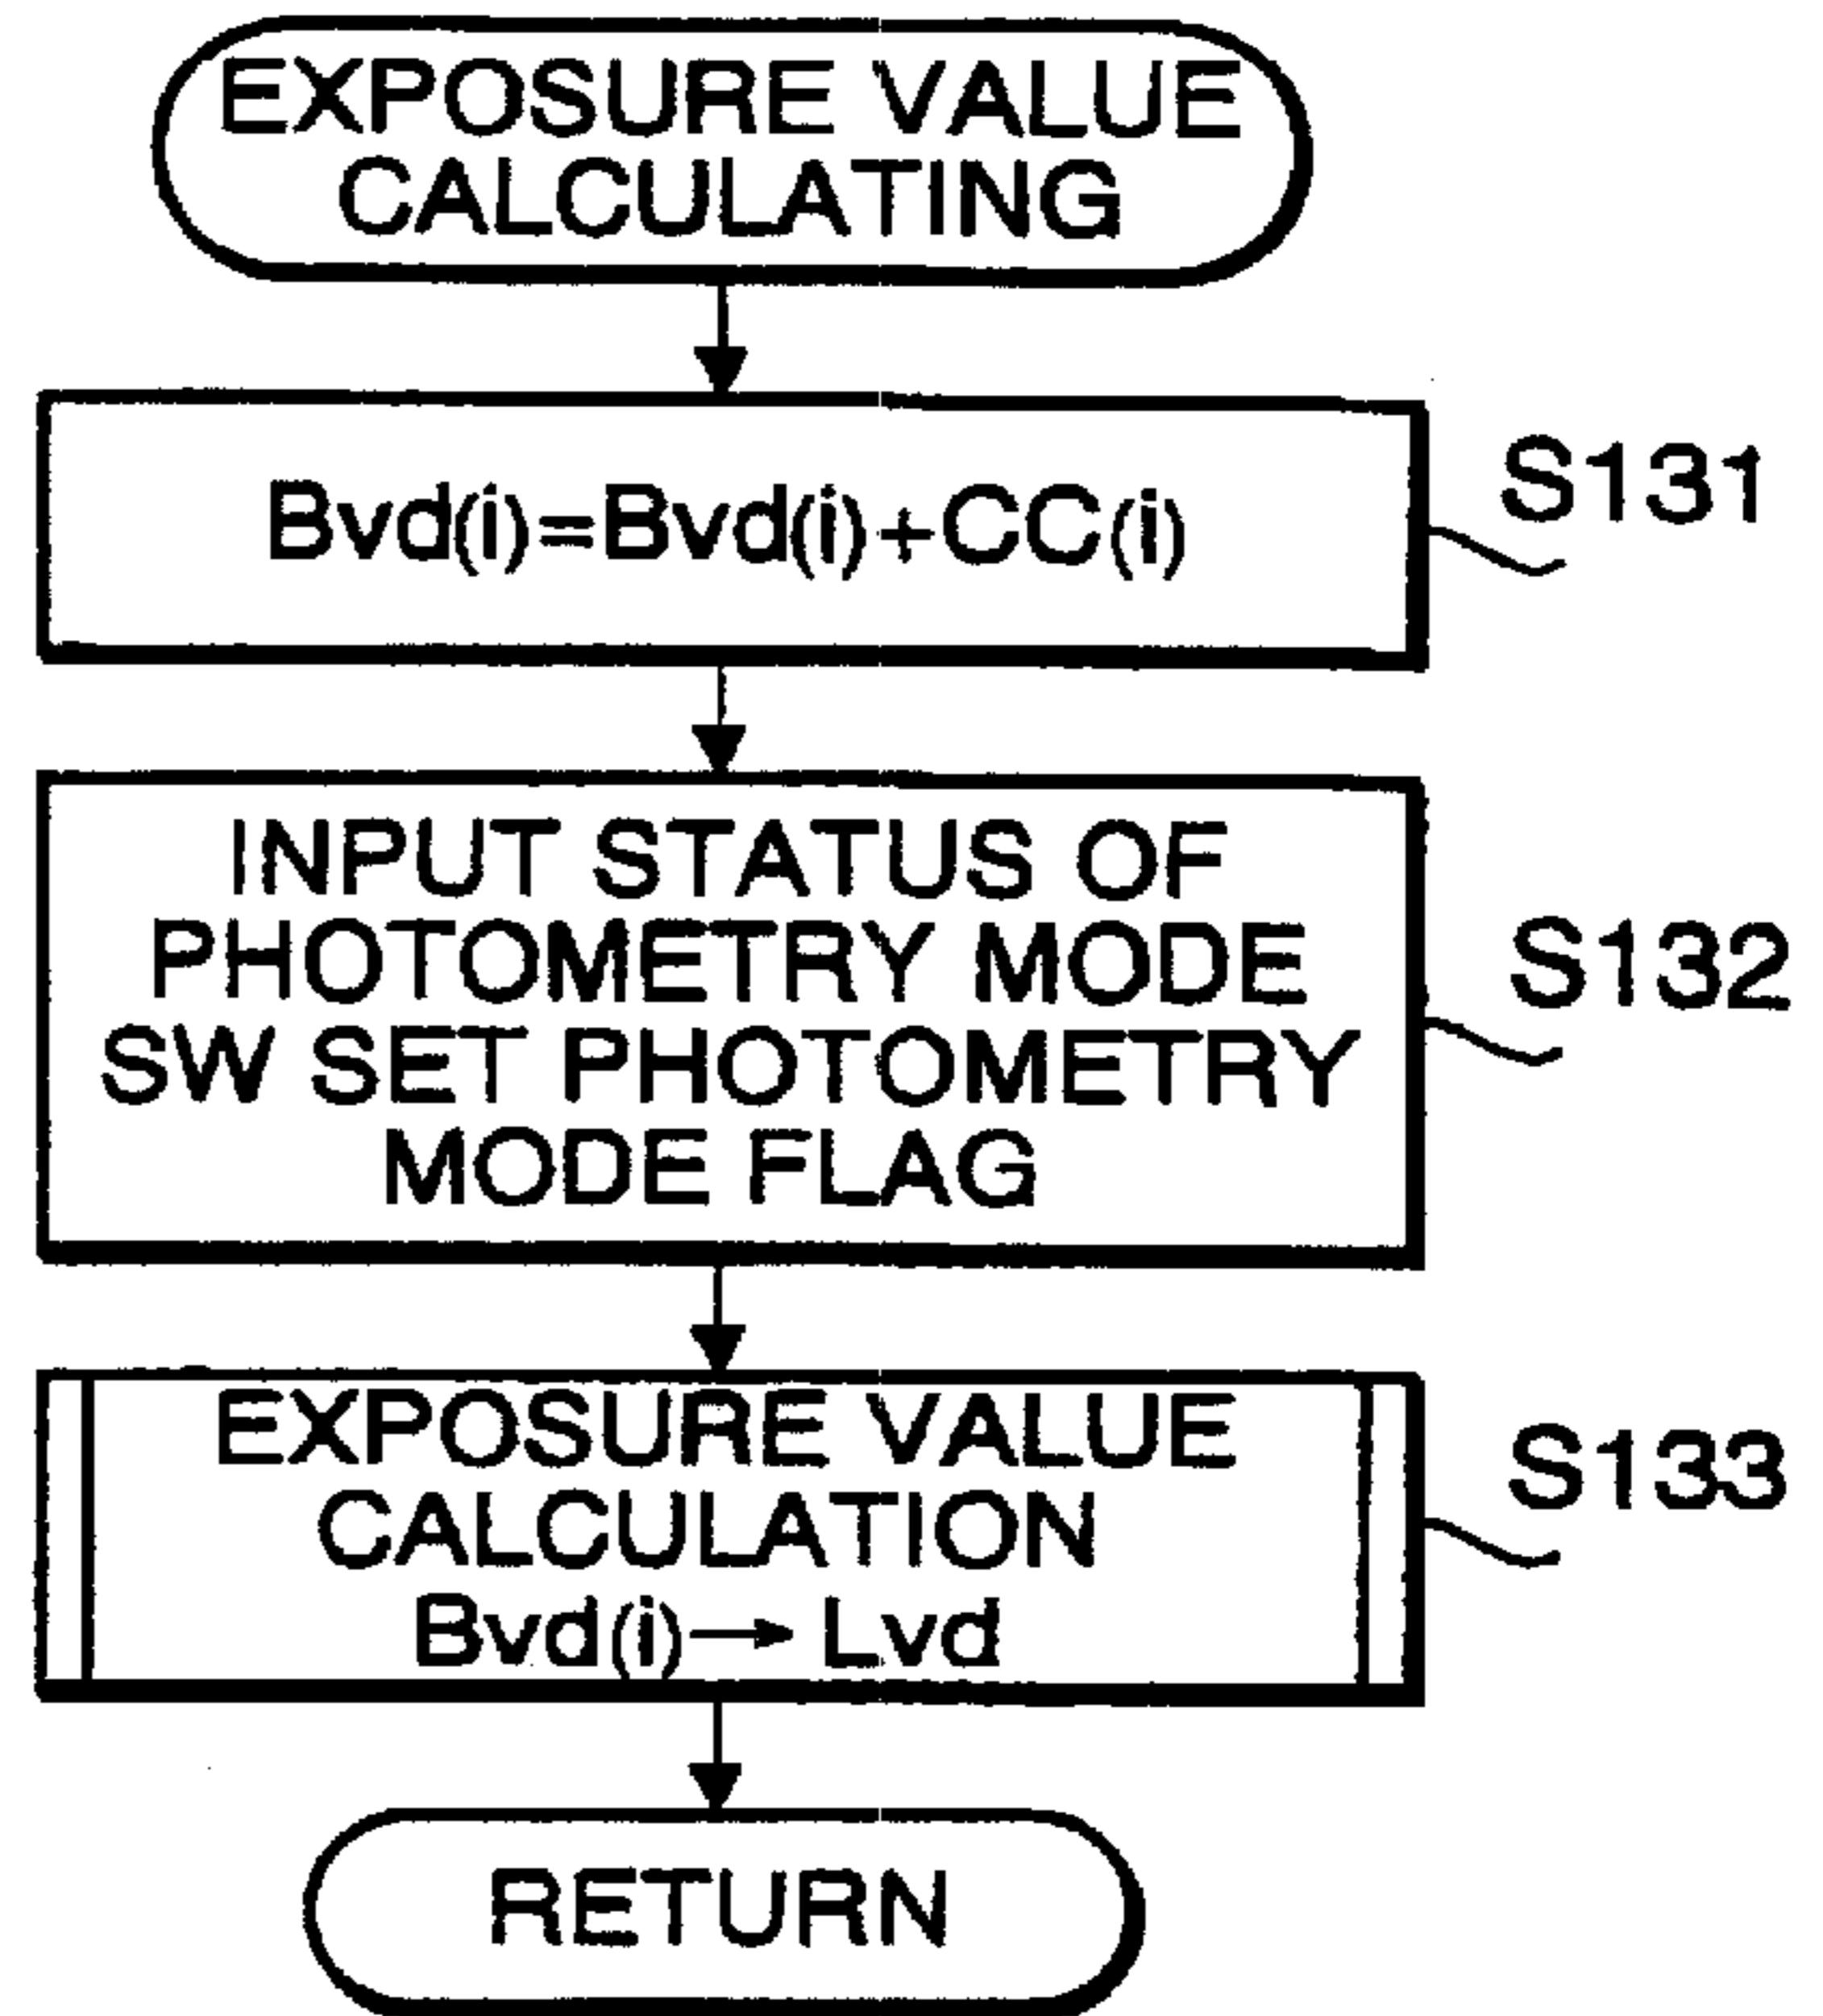 EXPOSURE VALUE
CALCULATING
Bvd(i)=Bvd(i)+CC(i)
S131
INPUT STATUS OF
PHOTOMETRY MODE
SW SET PHOTOMETRY
MODE FLAG
S132
EXPOSURE VALUE
CALCULATION
Bvd(i)→Lvd
S133
RETURN